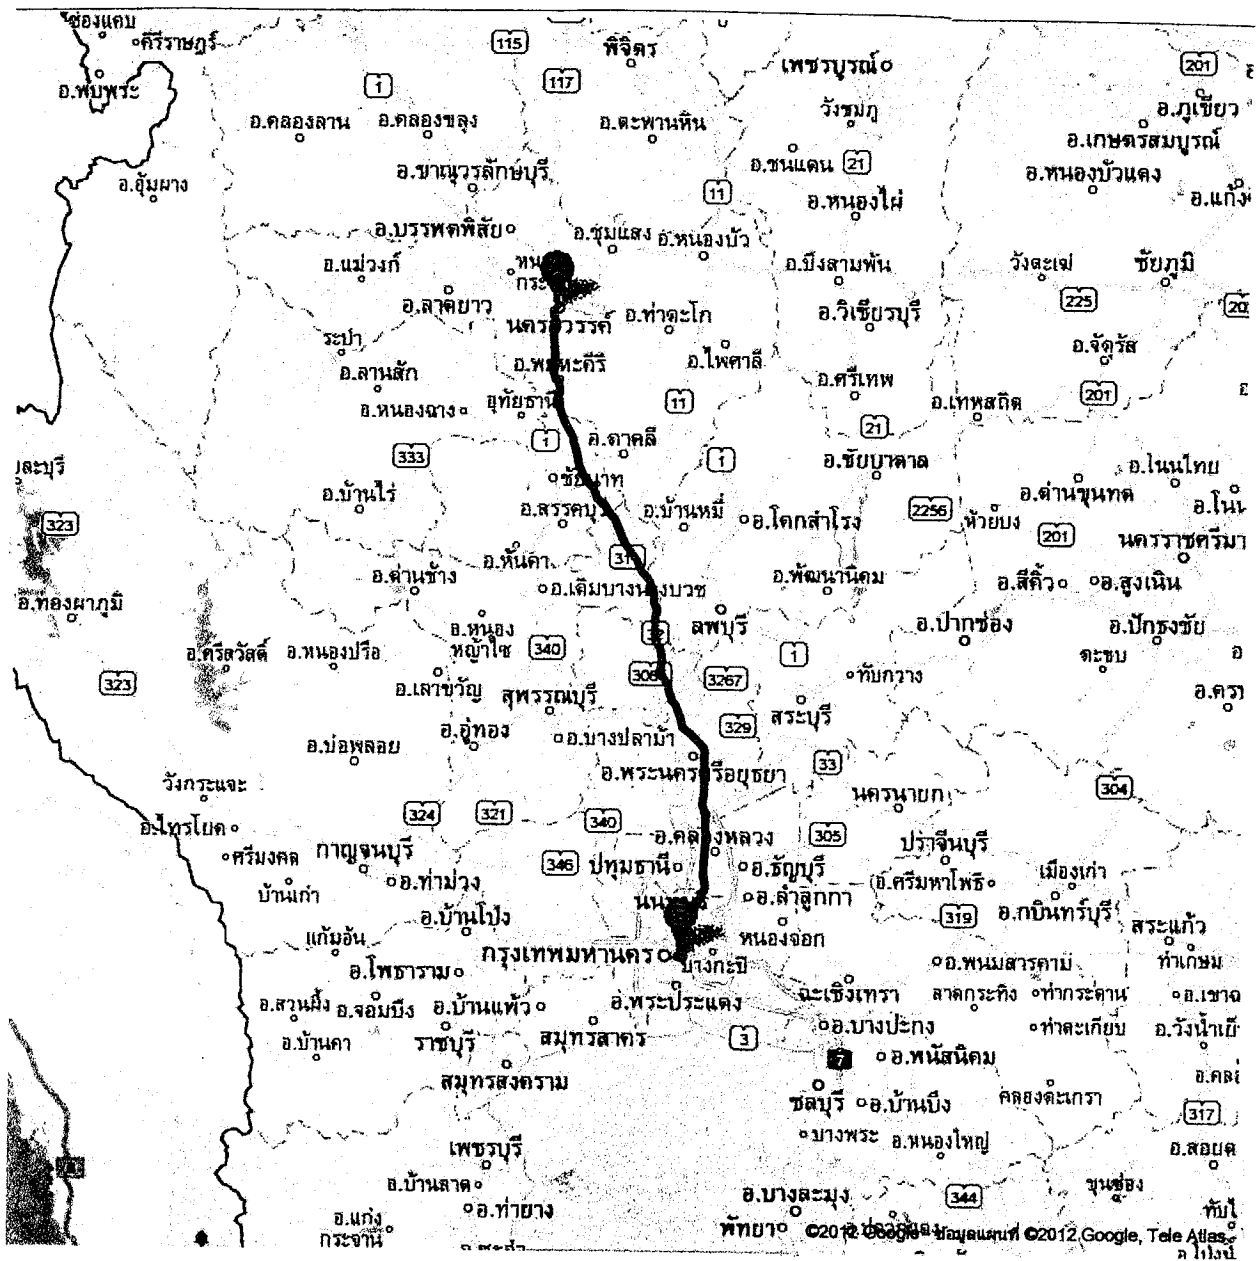 ช่องแคบ
คีรีราษฎร์
115
พิจิตร
เพชรบูรณ์
201
อ.พบพระ
1
117
วังชมภู
อ.ภูเขียว
อ.คลองลาน
อ.คลองขลุง
อ.ตะพานหิน
อ.เกษตรสมบูรณ์
อ.ชนแดน
21
อ.อุ้มผาง
อ.ขาณุวรลักษ์บุรี
11
อ.หนองไผ่
อ.หนองบัวแดง
อ.บรรพตพิสัย
อ.ชุมแสง
อ.หนองบัว
อ.แม่วงก์
อ.บึงสามพัน
วังตะเฆ่
ชัยภูมิ
อ.ลาดยาว
225
นครสวรรค์
อ.ท่าตะโก
อ.วิเชียรบุรี
ระบำ
อ.จัตุรัส
อ.ลานสัก
อ.พยุหะคีรี
อ.ไพศาลี
อ.ศรีเทพ
อ.หนองฉาง
อุทัยธานี
11
อ.เทพสถิต
201
1
อ.ตาคลี
21
333
1
อ.ชัยบาดาล
อ.โนนไทย
อ.บ้านไร่
ชัยนาท
อ.ด่านขุนทด
323
อ.สรรคบุรี
อ.บ้านหมี่
อ.โคกสำโรง
2256
ห้วยบง
201
อ.หันคา
อ.ด่านช้าง
อ.เดิมบางนางบวช
อ.พัฒนานิคม
อ.สีคิ้ว
อ.สูงเนิน
อ.ทองผาภูมิ
อ.หนอง
หญ้าไซ
ลพบุรี
อ.ปากช่อง
อ.ปักธงชัย
อ.ศรีสวัสดิ์
อ.หนองปรือ
340
32
1
ตะขบ
323
อ.เลาขวัญ
สุพรรณบุรี
3267
ทับกวาง
อ.อู่ทอง
329
สระบุรี
อ.บ่อพลอย
อ.บางปลาม้า
วังกระแจะ
อ.พระนครศรีอยุธยา
33
304
324
321
340
นครนายก
อ.ไทรโยค
อ.คลองหลวง
305
ปราจีนบุรี
ศรีมงคล
กาญจนบุรี
346
ปทุมธานี
อ.ธัญบุรี
บ้านเก่า
อ.ท่าม่วง
อ.ศรีมหาโพธิ
เมืองเก่า
อ.บ้านโป่ง
อ.ลำลูกกา
319
อ.กบินทร์บุรี
แก้มอ้น
หนองจอก
สระแก้ว
กรุงเทพมหานคร
บางกะปิ
อ.โพธาราม
อ.พนมสารคาม
ท่าเกษม
อ.สวนผึ้ง
อ.จอมบึง
อ.บ้านแพ้ว
อ.พระประแดง
ฉะเชิงเทรา
ลาดกระทิง
ท่ากระดาน
อ.บ้านคา
ราชบุรี
สมุทรสาคร
3
อ.บางปะกง
ท่าตะเกียบ
สมุทรสงคราม
7
อ.พนัสนิคม
ชลบุรี
อ.บ้านบึง
คลองตะเกรา
317
เพชรบุรี
บางพระ
อ.หนองใหญ่
อ.บ้านลาด
อ.บางละมุง
344
ขุนซ่อง
อ.แก่ง
กระจาน
อ.ท่ายาง
พัทยา
©2012 Google - ข้อมูลแผนที่ ©2012 Google, Tele Atlas